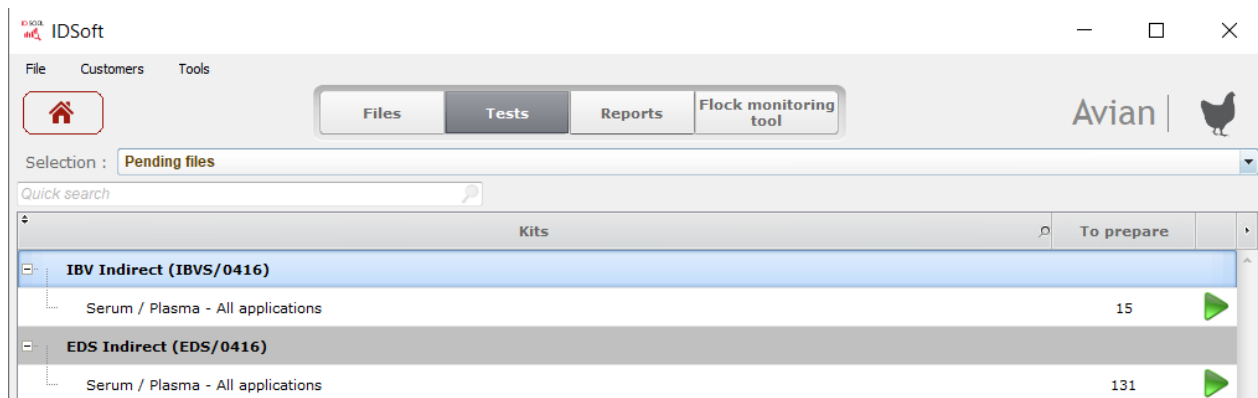 IDSoft
File Customers Tools
Files Tests Reports Flock monitoring tool
Avian
Selection : Pending files
Quick search
Kits To prepare
IBV Indirect (IBVS/0416)
Serum / Plasma - All applications 15
EDS Indirect (EDS/0416)
Serum / Plasma - All applications 131